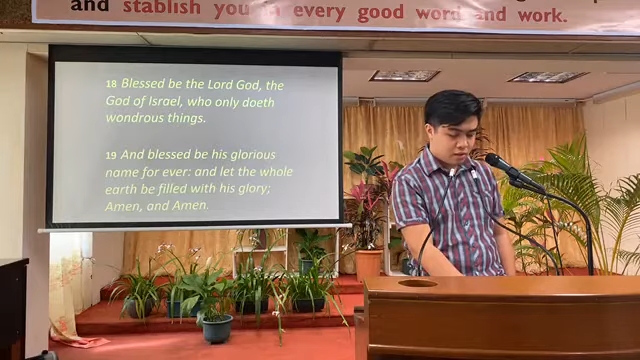 and stablish you in every good word and work.
18 Blessed be the Lord God, the
God of Israel, who only doeth
wondrous things.
19 And blessed be his glorious
name for ever: and let the whole
earth be filled with his glory;
Amen, and Amen.